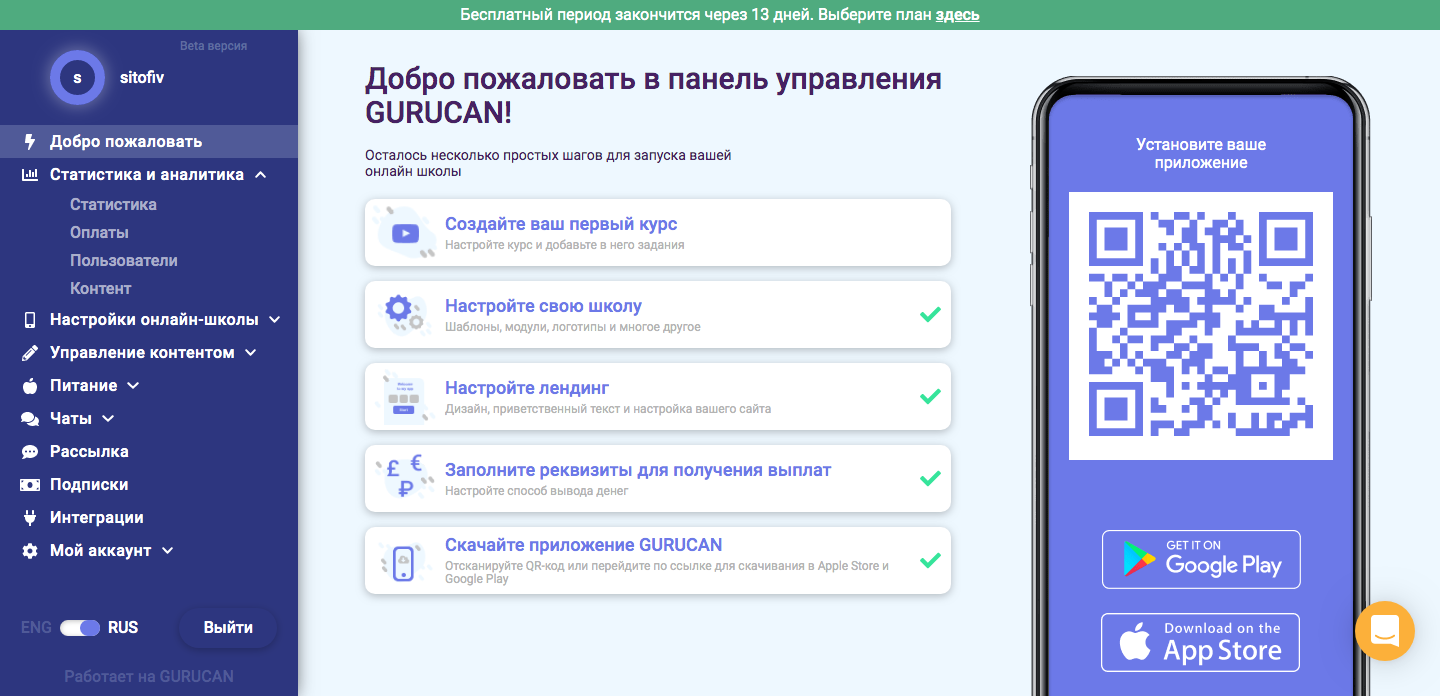 Бесплатный период закончится через 13 дней. Выберите план здесь
Beta версия
s
sitofiv
Добро пожаловать
Статистика и аналитика
Статистика
Оплаты
Пользователи
Контент
Настройки онлайн-школы
Управление контентом
Питание
Чаты
Рассылка
Подписки
Интеграции
Мой аккаунт
ENG
RUS
Выйти
Работает на GURUCAN
Добро пожаловать в панель управления
GURUCAN!
Осталось несколько простых шагов для запуска вашей
онлайн школы
Создайте ваш первый курс
Настройте курс и добавьте в него задания
Настройте свою школу
Шаблоны, модули, логотипы и многое другое
Настройте лендинг
Дизайн, приветственный текст и настройка вашего сайта
£ € ₽
Заполните реквизиты для получения выплат
Настройте способ вывода денег
Скачайте приложение GURUCAN
Отсканируйте QR-код или перейдите по ссылке для скачивания в Apple Store и
Google Play
Установите ваше
приложение
GET IT ON
Google Play
Download on the
App Store